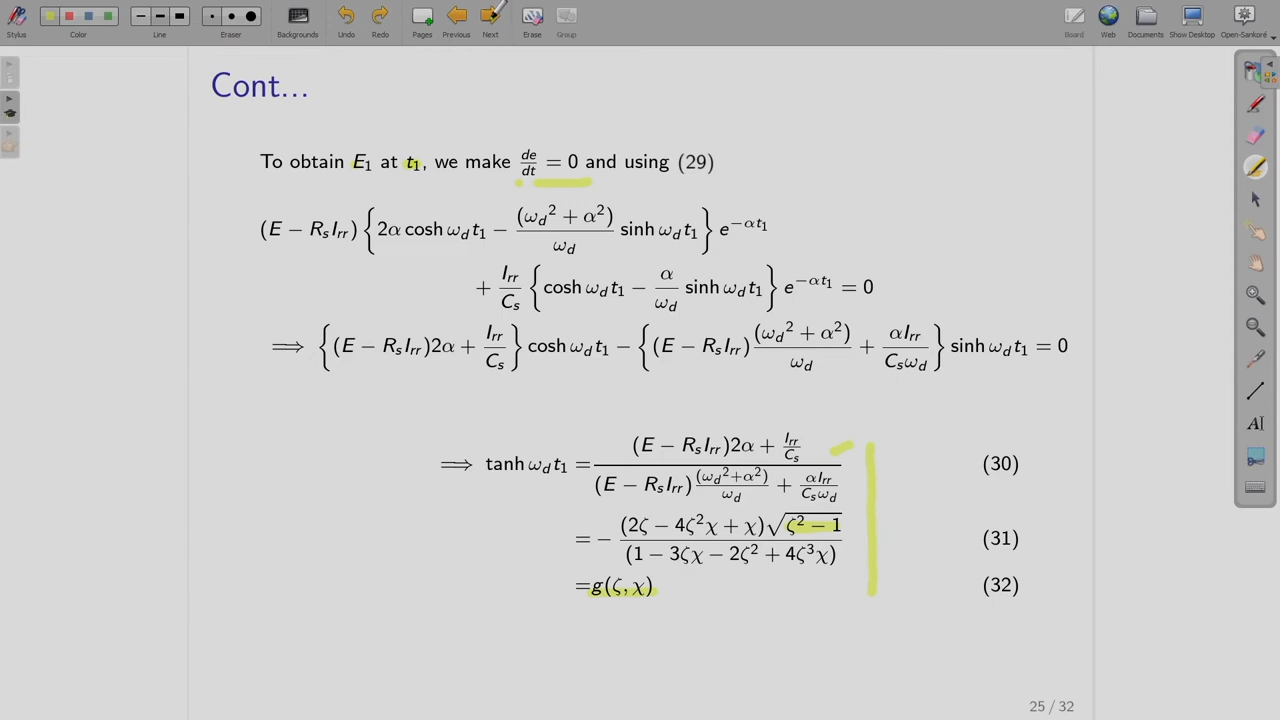 Stylus Color Line Eraser Backgrounds Undo Redo Pages Previous Next Erase Group Board Web Documents Show Desktop Open-Sankoré
Cont...
To obtain E₁ at t₁, we make de/dt = 0 and using (29)
(E − RₛIᵣᵣ) { 2α cosh ω_d t₁ − (ω_d² + α²)/ω_d sinh ω_d t₁ } e^{−αt₁}
+ Iᵣᵣ/Cₛ { cosh ω_d t₁ − α/ω_d sinh ω_d t₁ } e^{−αt₁} = 0
⟹ { (E − RₛIᵣᵣ)2α + Iᵣᵣ/Cₛ } cosh ω_d t₁ − { (E − RₛIᵣᵣ) (ω_d² + α²)/ω_d + αIᵣᵣ/(Cₛω_d) } sinh ω_d t₁ = 0
⟹ tanh ω_d t₁ = ((E − RₛIᵣᵣ)2α + Iᵣᵣ/Cₛ) / ((E − RₛIᵣᵣ) (ω_d²+α²)/ω_d + αIᵣᵣ/(Cₛω_d)) (30)
= − (2ζ − 4ζ²χ + χ)√(ζ² − 1) / (1 − 3ζχ − 2ζ² + 4ζ³χ) (31)
=g(ζ, χ) (32)
25 / 32